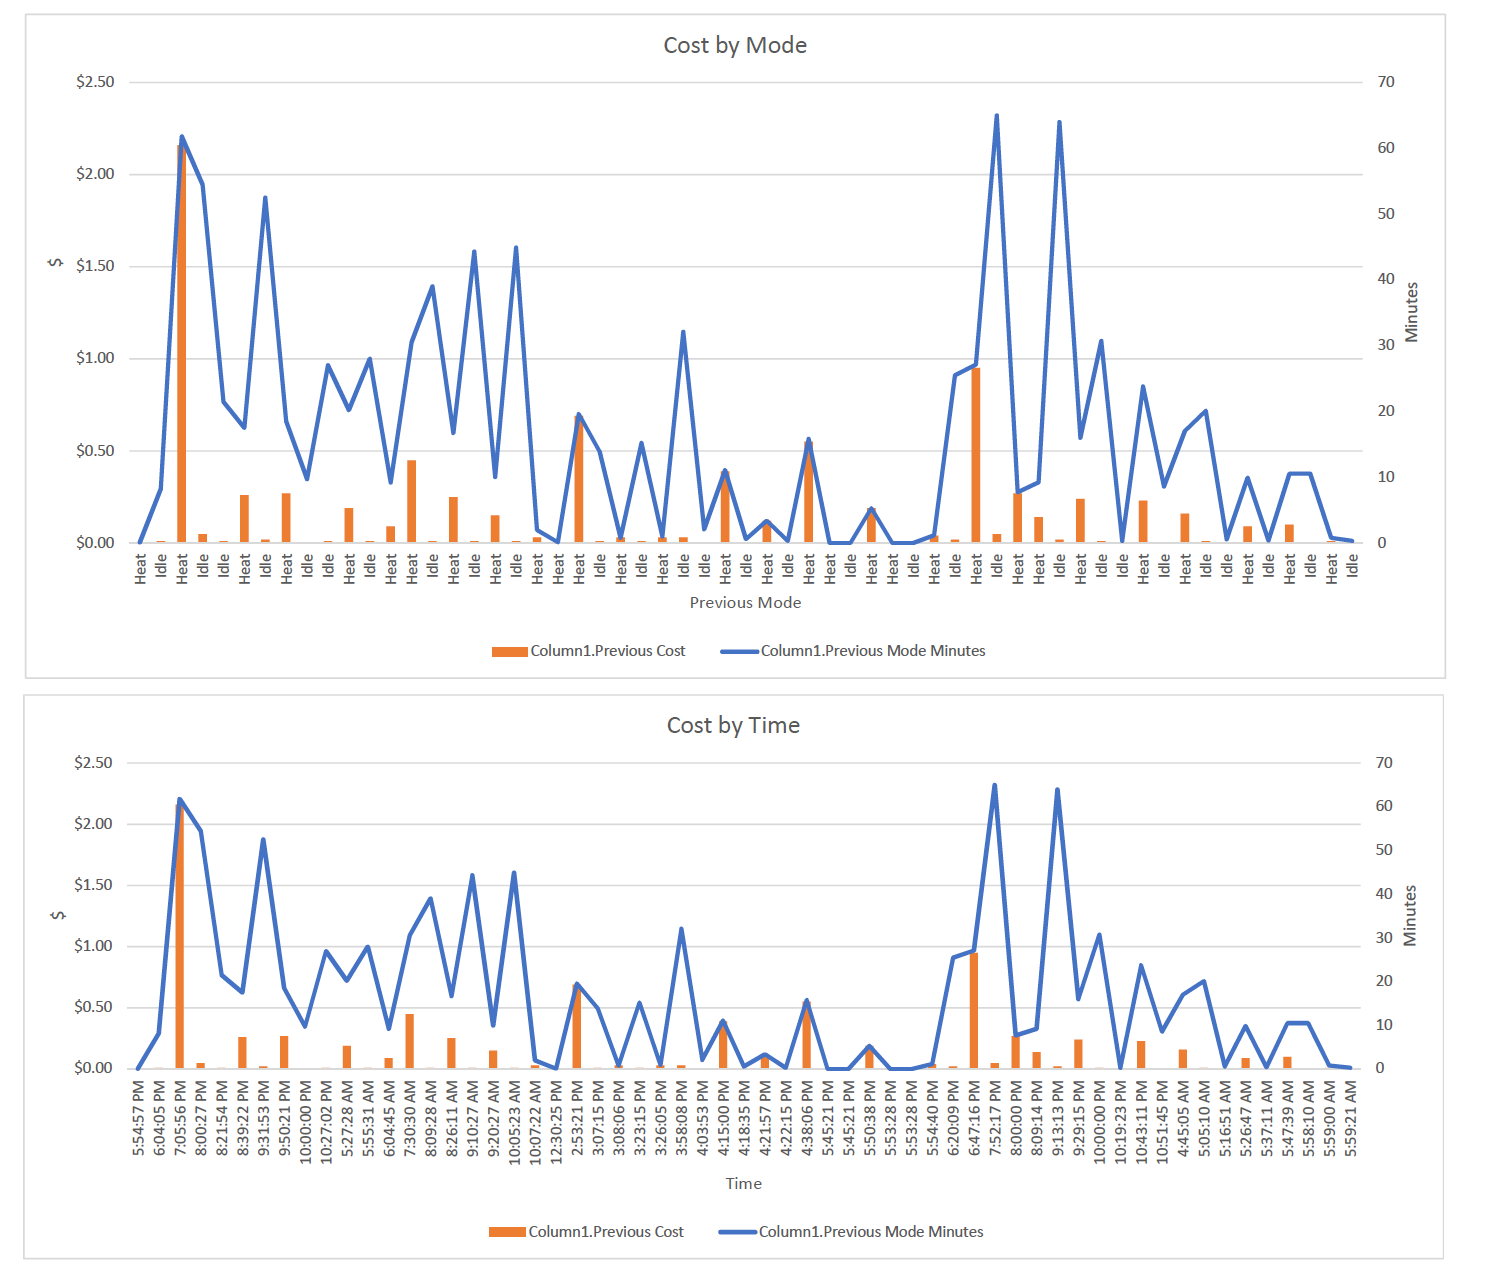 Cost by Mode
$2.50
$2.00
$1.50
$1.00
$0.50
$0.00
$
70
60
50
40
30
20
10
0
Minutes
Heat
Idle
Heat
Idle
Idle
Heat
Idle
Heat
Idle
Idle
Heat
Idle
Heat
Heat
Idle
Heat
Idle
Heat
Idle
Heat
Heat
Heat
Idle
Heat
Idle
Heat
Idle
Idle
Heat
Idle
Heat
Idle
Heat
Heat
Idle
Heat
Heat
Idle
Heat
Idle
Heat
Idle
Heat
Heat
Idle
Heat
Idle
Idle
Heat
Idle
Heat
Idle
Idle
Heat
Idle
Heat
Idle
Heat
Idle
Previous Mode
Column1.Previous Cost
Column1.Previous Mode Minutes
Cost by Time
$2.50
$2.00
$1.50
$1.00
$0.50
$0.00
$
70
60
50
40
30
20
10
0
Minutes
5:54:57 PM
6:04:05 PM
7:05:56 PM
8:00:27 PM
8:21:54 PM
8:39:22 PM
9:31:53 PM
9:50:21 PM
10:00:00 PM
10:27:02 PM
5:27:28 AM
5:55:31 AM
6:04:45 AM
7:30:30 AM
8:09:28 AM
8:26:11 AM
9:10:27 AM
9:20:27 AM
10:05:23 AM
10:07:22 AM
12:30:25 PM
2:53:21 PM
3:07:15 PM
3:08:06 PM
3:23:15 PM
3:26:05 PM
3:58:08 PM
4:03:53 PM
4:15:00 PM
4:18:35 PM
4:21:57 PM
4:22:15 PM
4:38:06 PM
5:45:21 PM
5:45:21 PM
5:50:38 PM
5:53:28 PM
5:53:28 PM
5:54:40 PM
6:20:09 PM
6:47:16 PM
7:52:17 PM
8:00:00 PM
8:09:14 PM
9:13:13 PM
9:29:15 PM
10:00:00 PM
10:19:23 PM
10:43:11 PM
10:51:45 PM
4:45:05 AM
5:05:10 AM
5:16:51 AM
5:26:47 AM
5:37:11 AM
5:47:39 AM
5:58:10 AM
5:59:00 AM
5:59:21 AM
Time
Column1.Previous Cost
Column1.Previous Mode Minutes